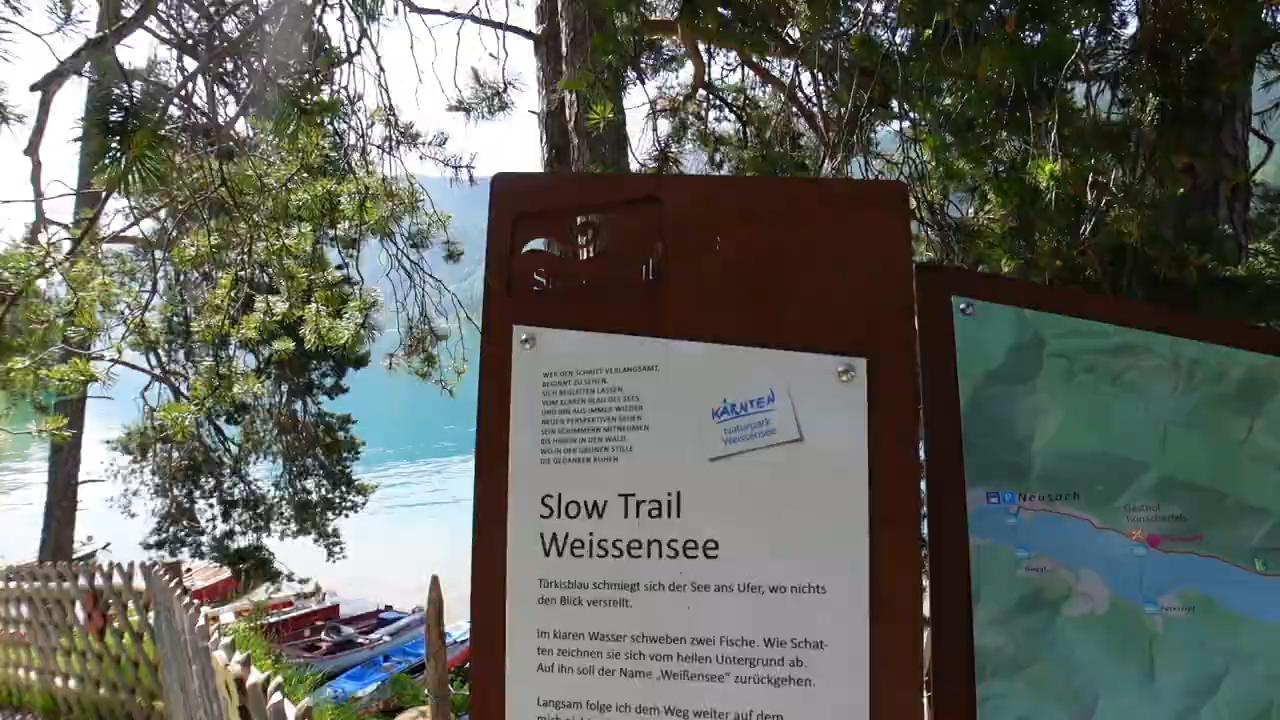 WER DEN SCHRITT VERLANGSAMT,
BEGINNT ZU SEHEN.
SICH BEGLEITEN LASSEN,
VOM KLAREN BLAU DES SEES
UND IHN AUS IMMER WIEDER
NEUEN PERSPEKTIVEN SEHEN
SEIN SCHIMMERN MITNEHMEN
BIS HINEIN IN DEN WALD,
WO IN DER GRÜNEN STILLE
DIE GEDANKEN RUHEN.
KÄRNTEN
Naturpark
Weissensee
Slow Trail
Weissensee
Türkisblau schmiegt sich der See ans Ufer, wo nichts
den Blick verstellt.
Im klaren Wasser schweben zwei Fische. Wie Schat-
ten zeichnen sie sich vom hellen Untergrund ab.
Auf ihn soll der Name „Weißensee" zurückgehen.
Langsam folge ich dem Weg weiter auf dem
P Neusach
Gasthof
Ronacherfels